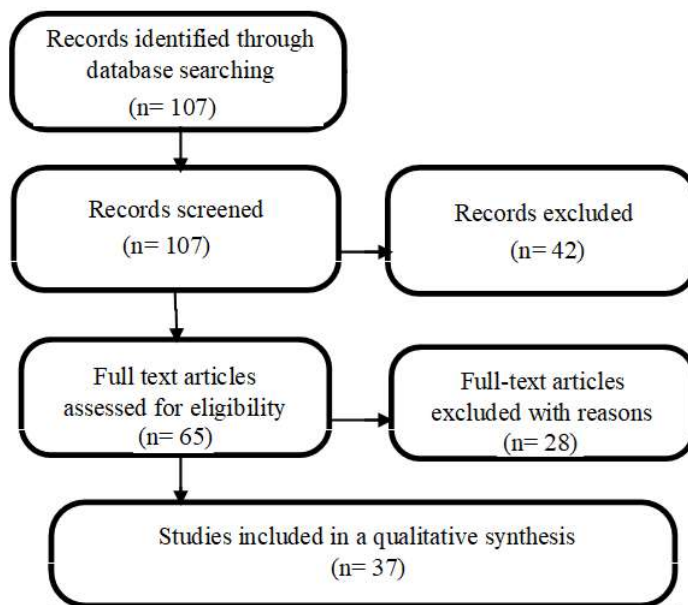 Records identified through
database searching
(n= 107)
Records screened
(n= 107)
Records excluded
(n= 42)
Full text articles
assessed for eligibility
(n= 65)
Full-text articles
excluded with reasons
(n= 28)
Studies included in a qualitative synthesis
(n= 37)